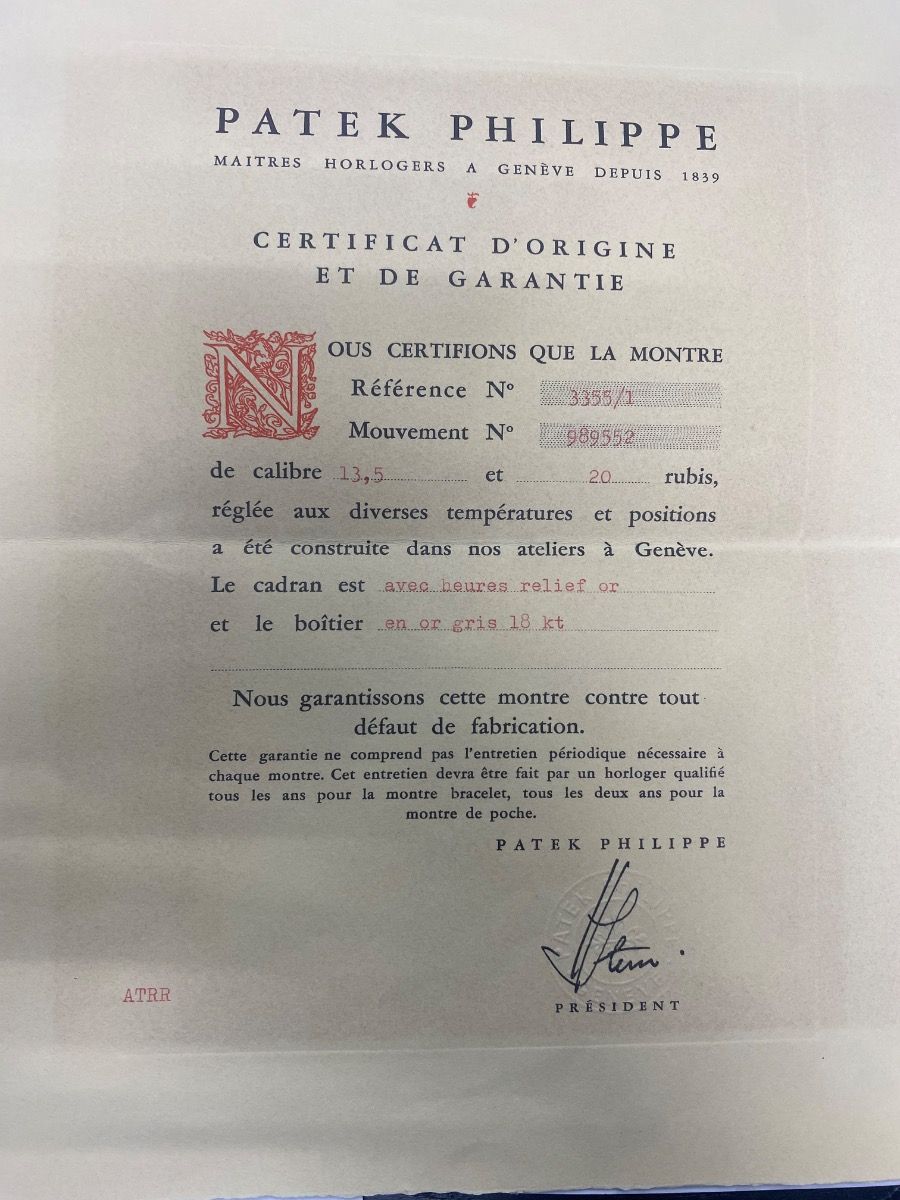 PATEK PHILIPPE
MAITRES HORLOGERS A GENÈVE DEPUIS 1839
CERTIFICAT D'ORIGINE
ET DE GARANTIE
NOUS CERTIFIONS QUE LA MONTRE
Référence Nº 3355/1
Mouvement Nº 989552
de calibre 13,5 et 20 rubis,
réglée aux diverses températures et positions
a été construite dans nos ateliers à Genève.
Le cadran est avec heures relief or
et le boîtier en or gris 18 kt
Nous garantissons cette montre contre tout
défaut de fabrication.
Cette garantie ne comprend pas l'entretien périodique nécessaire à
chaque montre. Cet entretien devra être fait par un horloger qualifié
tous les ans pour la montre bracelet, tous les deux ans pour la
montre de poche.
PATEK PHILIPPE
Stern
PRÉSIDENT
ATRR